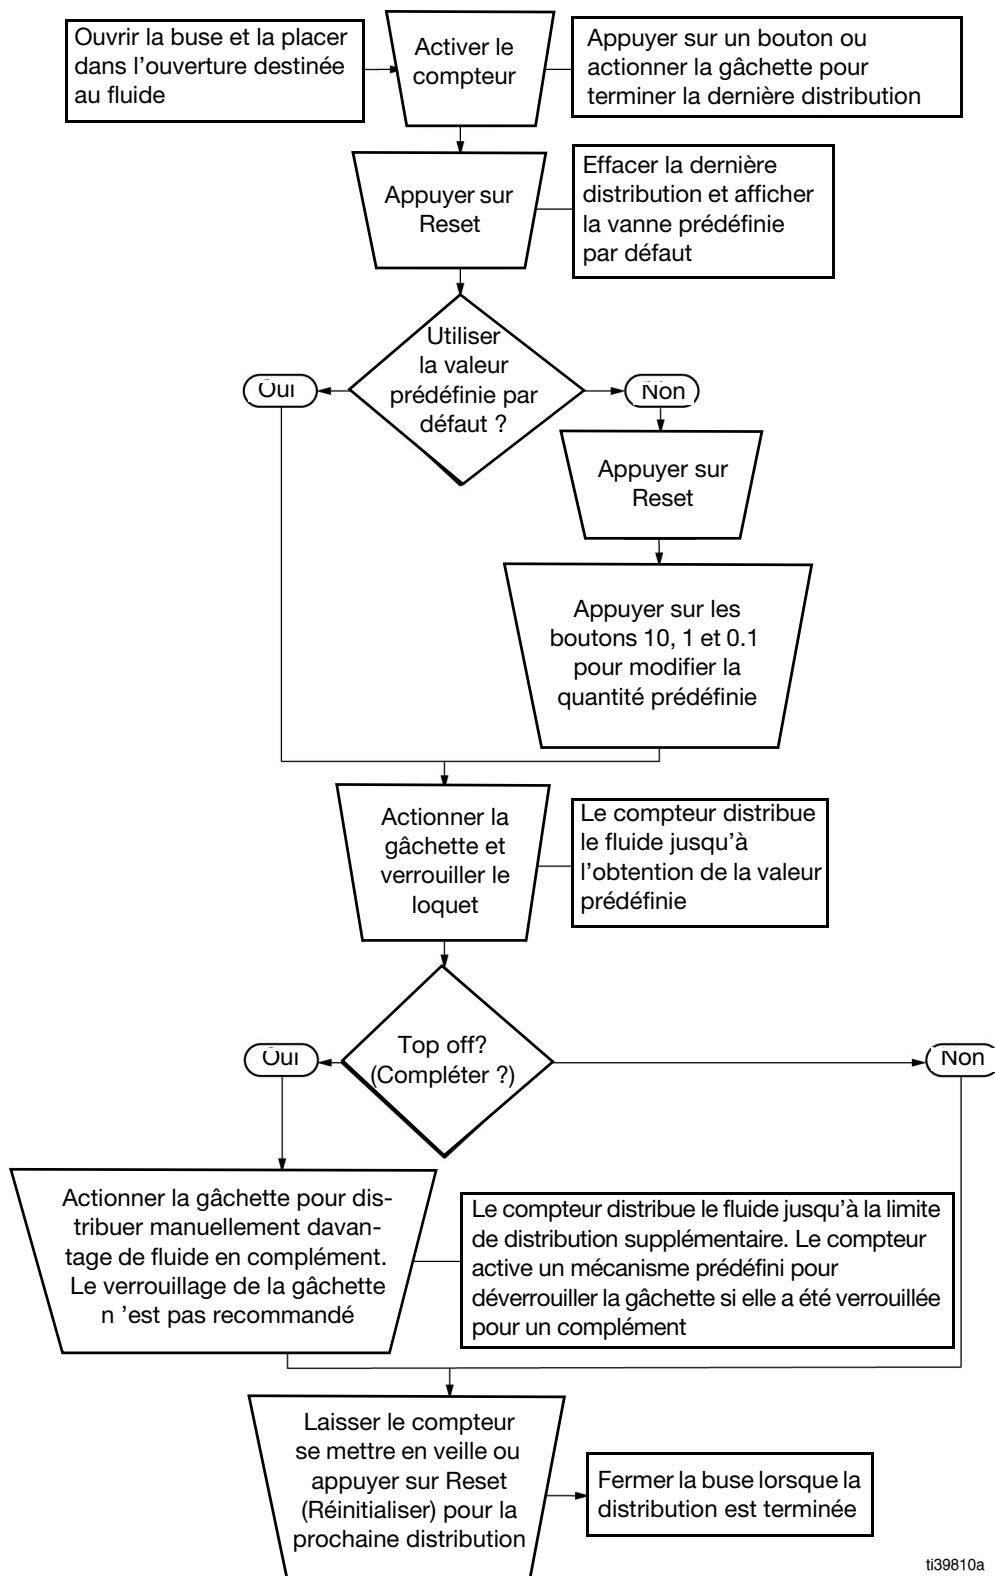 Ouvrir la buse et la placer
dans l'ouverture destinée
au fluide
Activer le
compteur
Appuyer sur un bouton ou
actionner la gâchette pour
terminer la dernière distribution
Appuyer sur
Reset
Effacer la dernière
distribution et afficher
la vanne prédéfinie
par défaut
Utiliser
la valeur
prédéfinie par
défaut ?
Oui
Non
Appuyer sur
Reset
Appuyer sur les
boutons 10, 1 et 0.1
pour modifier la
quantité prédéfinie
Actionner la
gâchette et
verrouiller le
loquet
Le compteur distribue
le fluide jusqu'à
l'obtention de la valeur
prédéfinie
Top off?
(Compléter ?)
Oui
Non
Actionner la gâchette pour dis-
tribuer manuellement davan-
tage de fluide en complément.
Le verrouillage de la gâchette
n 'est pas recommandé
Le compteur distribue le fluide jusqu'à la limite
de distribution supplémentaire. Le compteur
active un mécanisme prédéfini pour
déverrouiller la gâchette si elle a été verrouillée
pour un complément
Laisser le compteur
se mettre en veille ou
appuyer sur Reset
(Réinitialiser) pour la
prochaine distribution
Fermer la buse lorsque la
distribution est terminée
ti39810a